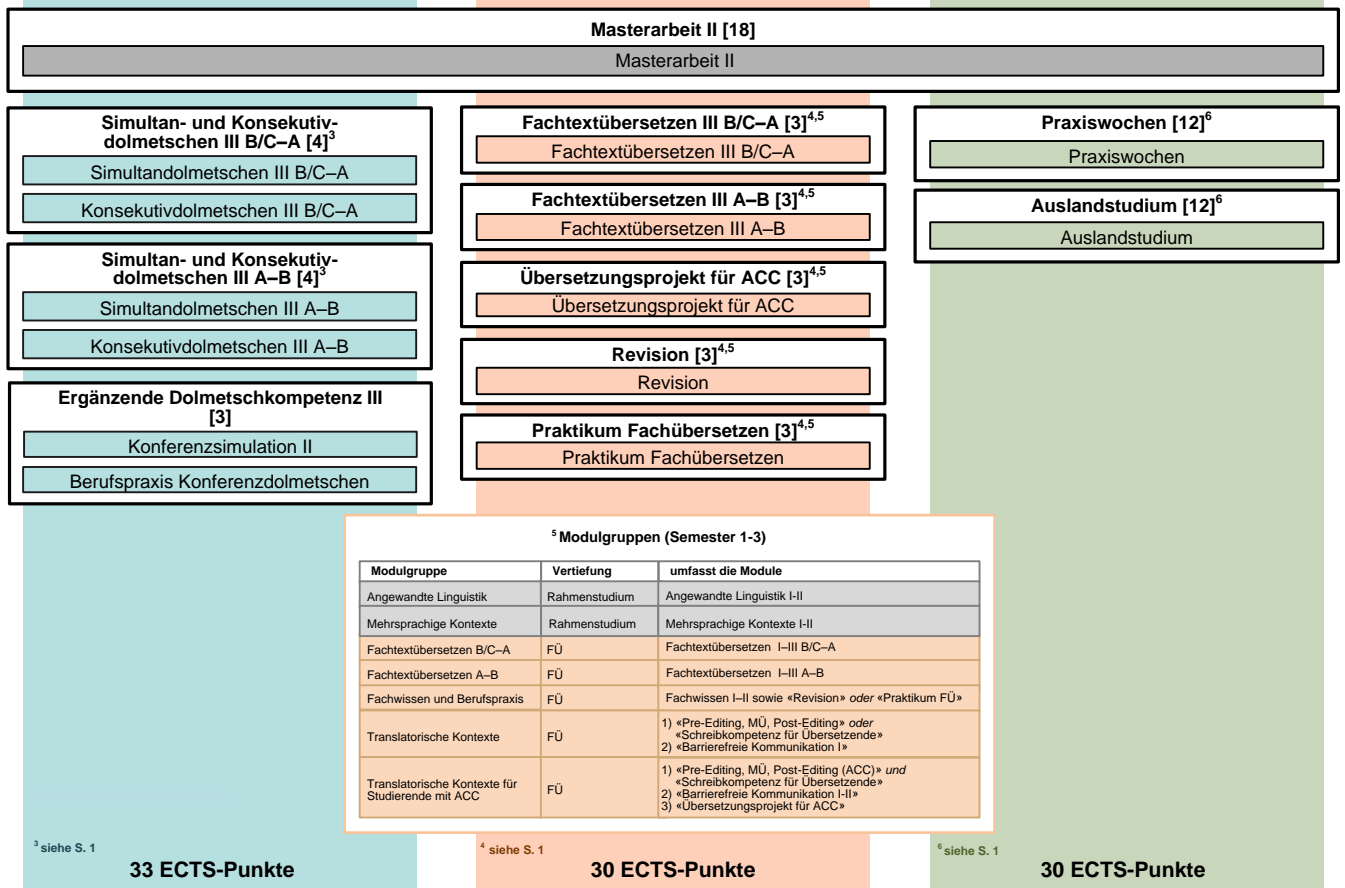 Masterarbeit II [18]
Masterarbeit II
Simultan- und Konsekutiv-
dolmetschen III B/C–A [4]³
Simultandolmetschen III B/C–A
Konsekutivdolmetschen III B/C–A
Simultan- und Konsekutiv-
dolmetschen III A–B [4]³
Simultandolmetschen III A–B
Konsekutivdolmetschen III A–B
Ergänzende Dolmetschkompetenz III
[3]
Konferenzsimulation II
Berufspraxis Konferenzdolmetschen
Fachtextübersetzen III B/C–A [3]⁴,⁵
Fachtextübersetzen III B/C–A
Fachtextübersetzen III A–B [3]⁴,⁵
Fachtextübersetzen III A–B
Übersetzungsprojekt für ACC [3]⁴,⁵
Übersetzungsprojekt für ACC
Revision [3]⁴,⁵
Revision
Praktikum Fachübersetzen [3]⁴,⁵
Praktikum Fachübersetzen
Praxiswochen [12]⁶
Praxiswochen
Auslandstudium [12]⁶
Auslandstudium
⁵ Modulgruppen (Semester 1-3)
Modulgruppe Vertiefung umfasst die Module
Angewandte Linguistik Rahmenstudium Angewandte Linguistik I-II
Mehrsprachige Kontexte Rahmenstudium Mehrsprachige Kontexte I-II
Fachtextübersetzen B/C–A FÜ Fachtextübersetzen I–III B/C–A
Fachtextübersetzen A–B FÜ Fachtextübersetzen I–III A–B
Fachwissen und Berufspraxis FÜ Fachwissen I–II sowie «Revision» oder «Praktikum FÜ»
Translatorische Kontexte FÜ 1) «Pre-Editing, MÜ, Post-Editing» oder
«Schreibkompetenz für Übersetzende»
2) «Barrierefreie Kommunikation I»
Translatorische Kontexte für
Studierende mit ACC FÜ 1) «Pre-Editing, MÜ, Post-Editing (ACC)» und
«Schreibkompetenz für Übersetzende»
2) «Barrierefreie Kommunikation I-II»
3) «Übersetzungsprojekt für ACC»
³ siehe S. 1
33 ECTS-Punkte
⁴ siehe S. 1
30 ECTS-Punkte
⁶ siehe S. 1
30 ECTS-Punkte